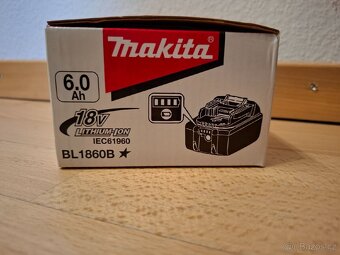 makita
6.0
Ah
18V
LITHIUM-ION
IEC61960
BL1860B ★